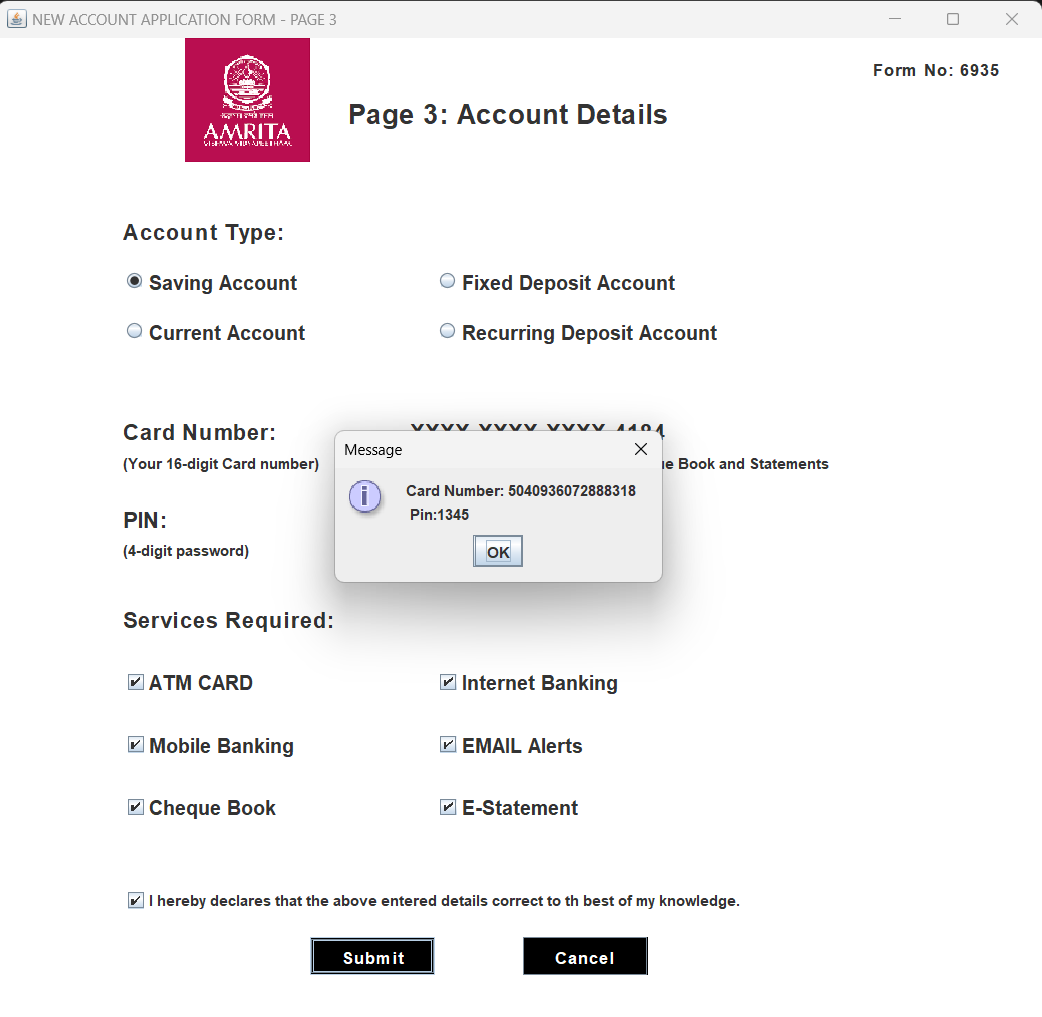 NEW ACCOUNT APPLICATION FORM - PAGE 3
Form No: 6935
AMRITA
Page 3: Account Details
Account Type:
Saving Account Fixed Deposit Account
Current Account Recurring Deposit Account
Card Number: XXXX XXXX XXXX 4184
(Your 16-digit Card number) Book and Statements
Message
Card Number: 5040936072888318
Pin:1345
OK
PIN:
(4-digit password)
Services Required:
ATM CARD Internet Banking
Mobile Banking EMAIL Alerts
Cheque Book E-Statement
I hereby declares that the above entered details correct to th best of my knowledge.
Submit Cancel